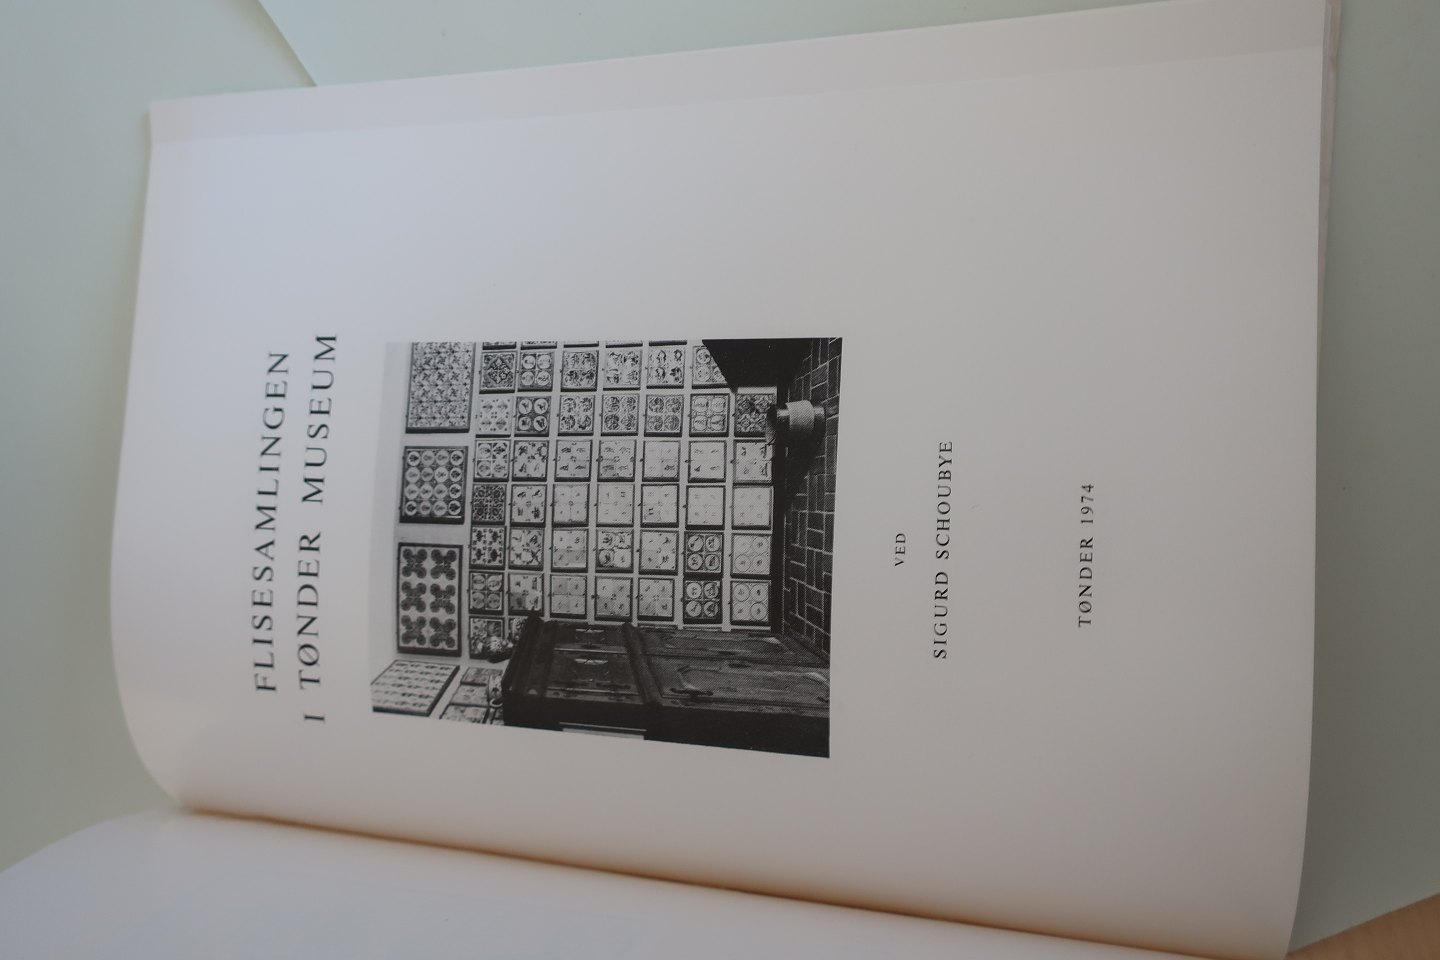 FLISESAMLINGEN
I TØNDER MUSEUM
VED
SIGURD SCHOUBYE
TØNDER 1974